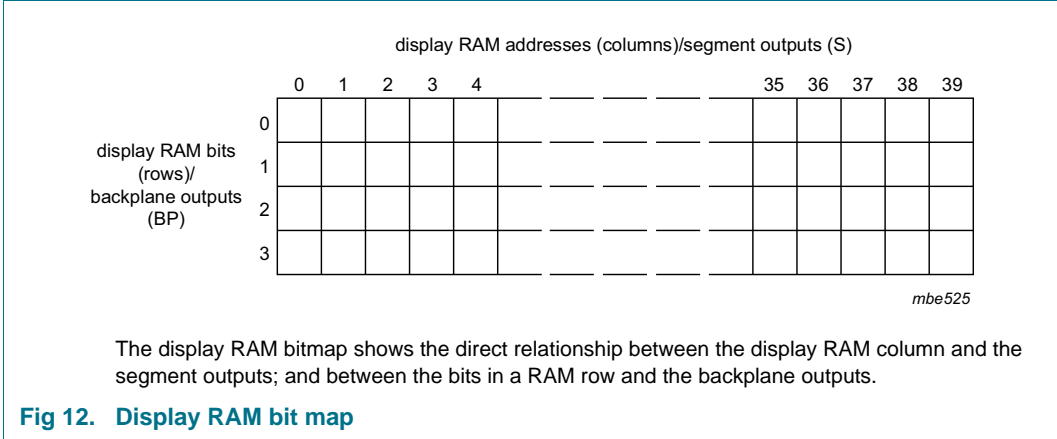 display RAM addresses (columns)/segment outputs (S)
0 1 2 3 4 35 36 37 38 39
0
display RAM bits
(rows)/
backplane outputs
(BP)
1
2
3
mbe525
The display RAM bitmap shows the direct relationship between the display RAM column and the
segment outputs; and between the bits in a RAM row and the backplane outputs.
Fig 12. Display RAM bit map